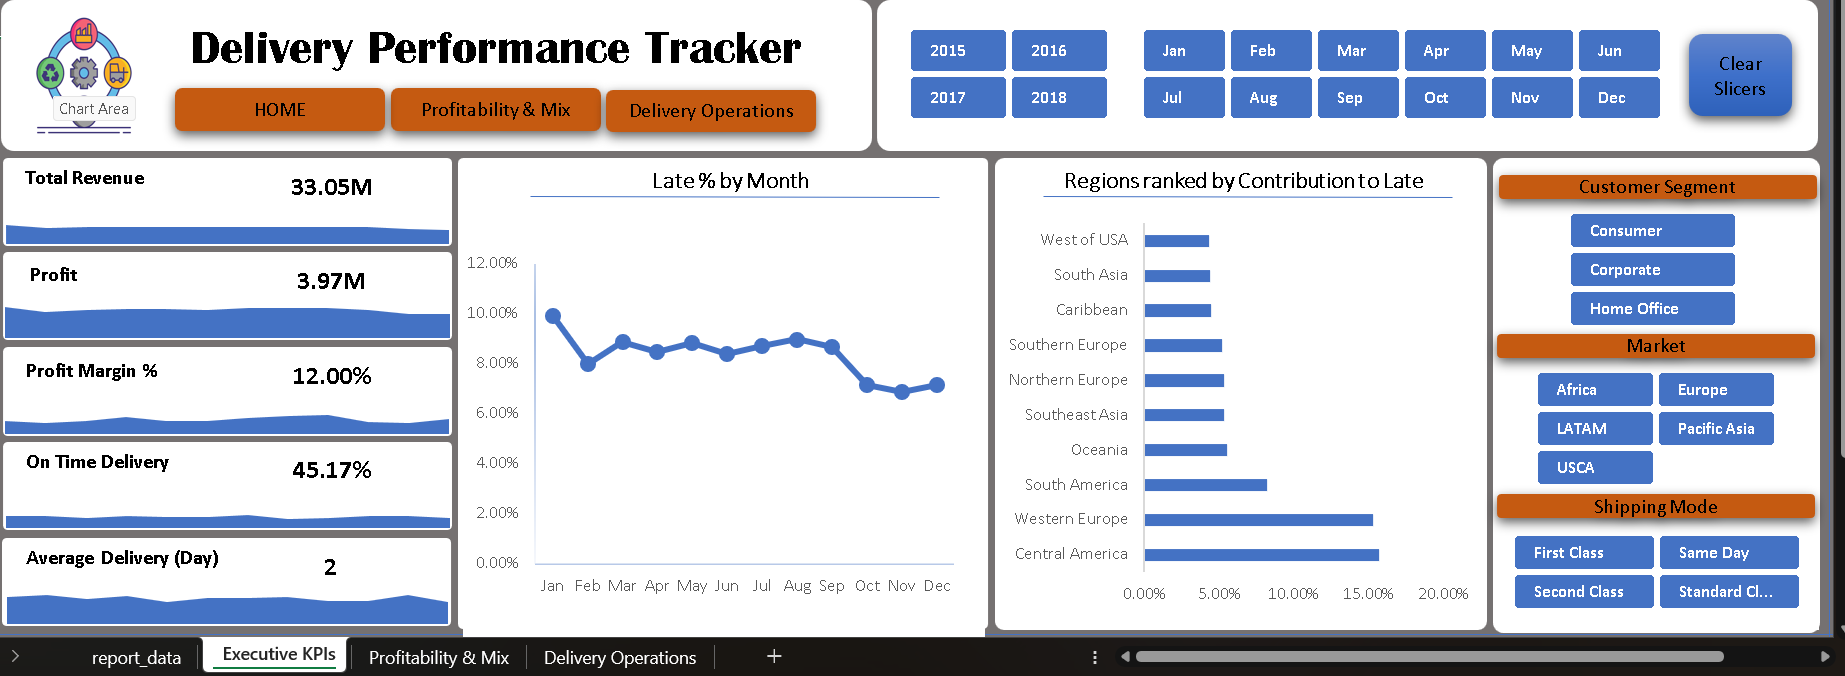 Delivery Performance Tracker
Chart Area
HOME
Profitability & Mix
Delivery Operations
2015
2016
2017
2018
Jan
Feb
Mar
Apr
May
Jun
Jul
Aug
Sep
Oct
Nov
Dec
Clear
Slicers
Total Revenue
33.05M
Profit
3.97M
Profit Margin %
12.00%
On Time Delivery
45.17%
Average Delivery (Day)
2
Late % by Month
12.00%
10.00%
8.00%
6.00%
4.00%
2.00%
0.00%
Jan Feb Mar Apr May Jun Jul Aug Sep Oct Nov Dec
Regions ranked by Contribution to Late
West of USA
South Asia
Caribbean
Southern Europe
Northern Europe
Southeast Asia
Oceania
South America
Western Europe
Central America
0.00% 5.00% 10.00% 15.00% 20.00%
Customer Segment
Consumer
Corporate
Home Office
Market
Africa
Europe
LATAM
Pacific Asia
USCA
Shipping Mode
First Class
Same Day
Second Class
Standard Cl...
report_data
Executive KPIs
Profitability & Mix
Delivery Operations